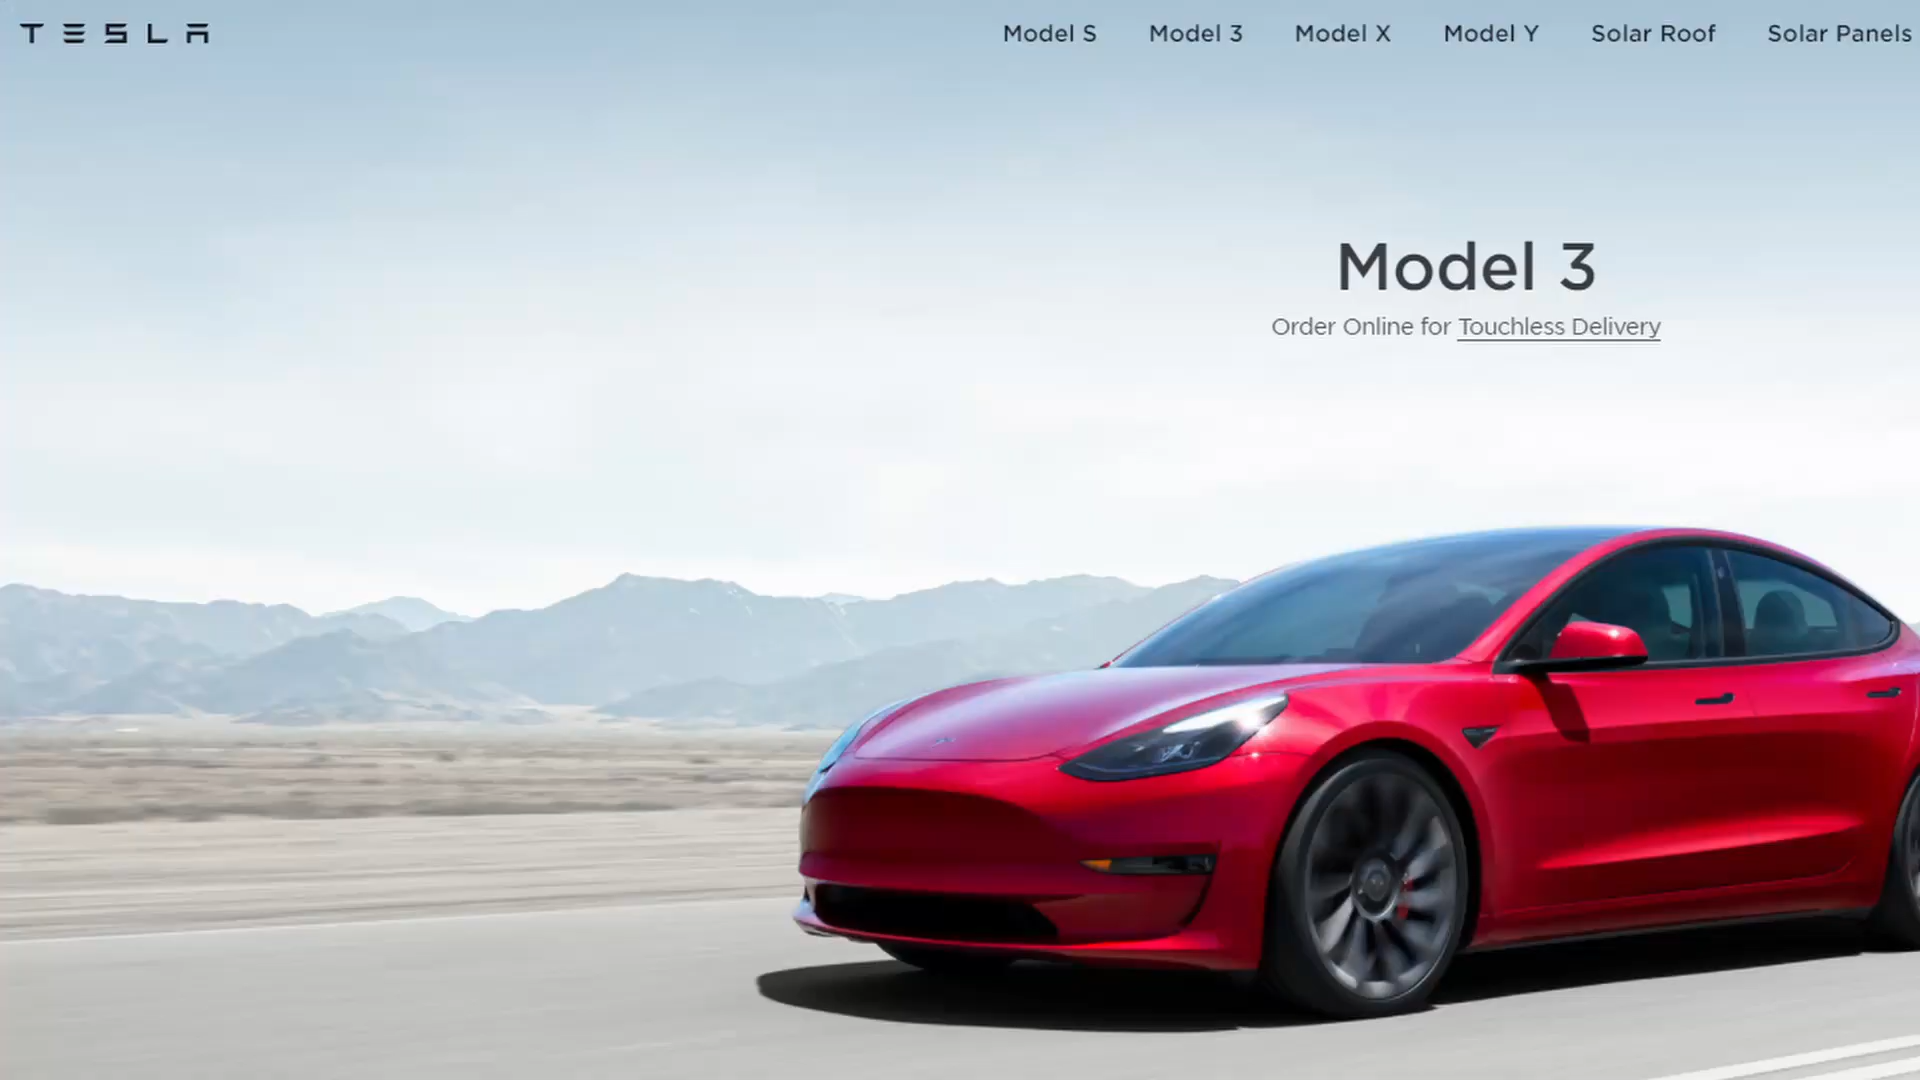 TESLA
Model S Model 3 Model X Model Y Solar Roof Solar Panels
Model 3
Order Online for Touchless Delivery